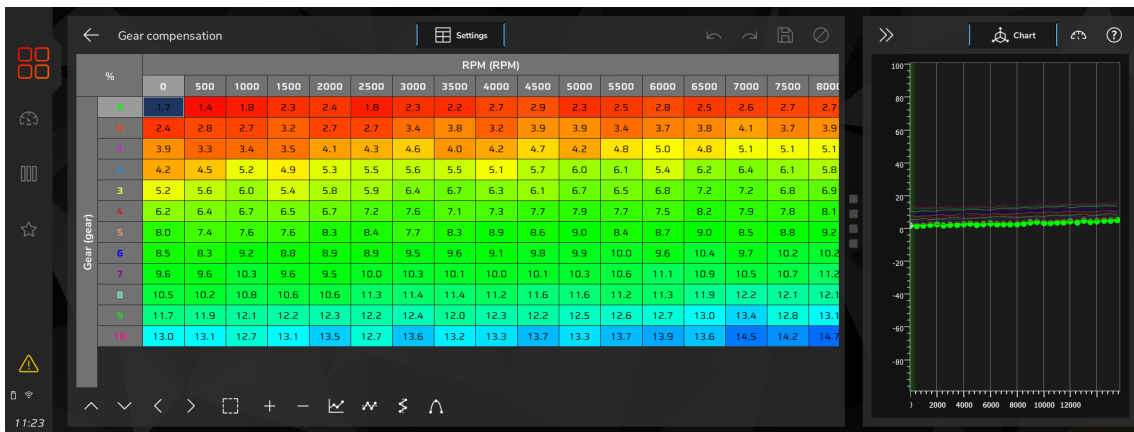 Gear compensation
Settings
Chart
%
RPM (RPM)
0 500 1000 1500 2000 2500 3000 3500 4000 4500 5000 5500 6000 6500 7000 7500 8000
1.7 1.4 1.8 2.3 2.4 1.8 2.3 2.2 2.7 2.9 2.3 2.5 2.8 2.5 2.6 2.7 2.7
2.4 2.8 2.7 3.2 2.7 2.7 3.4 3.8 3.2 3.9 3.9 3.4 3.7 3.8 4.1 3.7 3.9
1 3.9 3.3 3.4 3.5 4.1 4.3 4.6 4.0 4.2 4.7 4.2 4.8 5.0 4.8 5.1 5.1 5.1
2 4.2 4.5 5.2 4.9 5.3 5.5 5.6 5.5 5.1 5.7 6.0 6.1 5.4 6.2 6.4 6.1 5.8
3 5.2 5.6 6.0 5.4 5.8 5.9 6.4 6.7 6.3 6.1 6.7 6.5 6.8 7.2 7.2 6.8 6.9
4 6.2 6.4 6.7 6.5 6.7 7.2 7.6 7.1 7.3 7.7 7.9 7.7 7.5 8.2 7.9 7.8 8.1
5 8.0 7.4 7.6 7.6 8.3 8.4 7.7 8.3 8.9 8.6 9.0 8.4 8.7 9.0 8.5 8.8 9.2
6 8.5 8.3 9.2 8.8 8.9 8.9 9.5 9.6 9.1 9.8 9.9 10.0 9.6 10.4 9.7 10.2 10.2
7 9.6 9.6 10.3 9.6 9.5 10.0 10.3 10.1 10.0 10.1 10.3 10.6 11.1 10.9 10.5 10.7 11.2
8 10.5 10.2 10.8 10.6 10.6 11.3 11.4 11.4 11.2 11.6 11.6 11.2 11.3 11.9 12.2 12.1 12.1
9 11.7 11.9 12.1 12.2 12.3 12.2 12.4 12.0 12.3 12.2 12.5 12.6 12.7 13.0 13.4 12.8 13.1
10 13.0 13.1 12.7 13.1 13.5 12.7 13.6 13.2 13.3 13.7 13.3 13.7 13.9 13.6 14.5 14.2 14.7
Gear (gear)
11:23
100
80
60
40
20
0
-20
-40
-60
-80
2000 4000 6000 8000 10000 12000